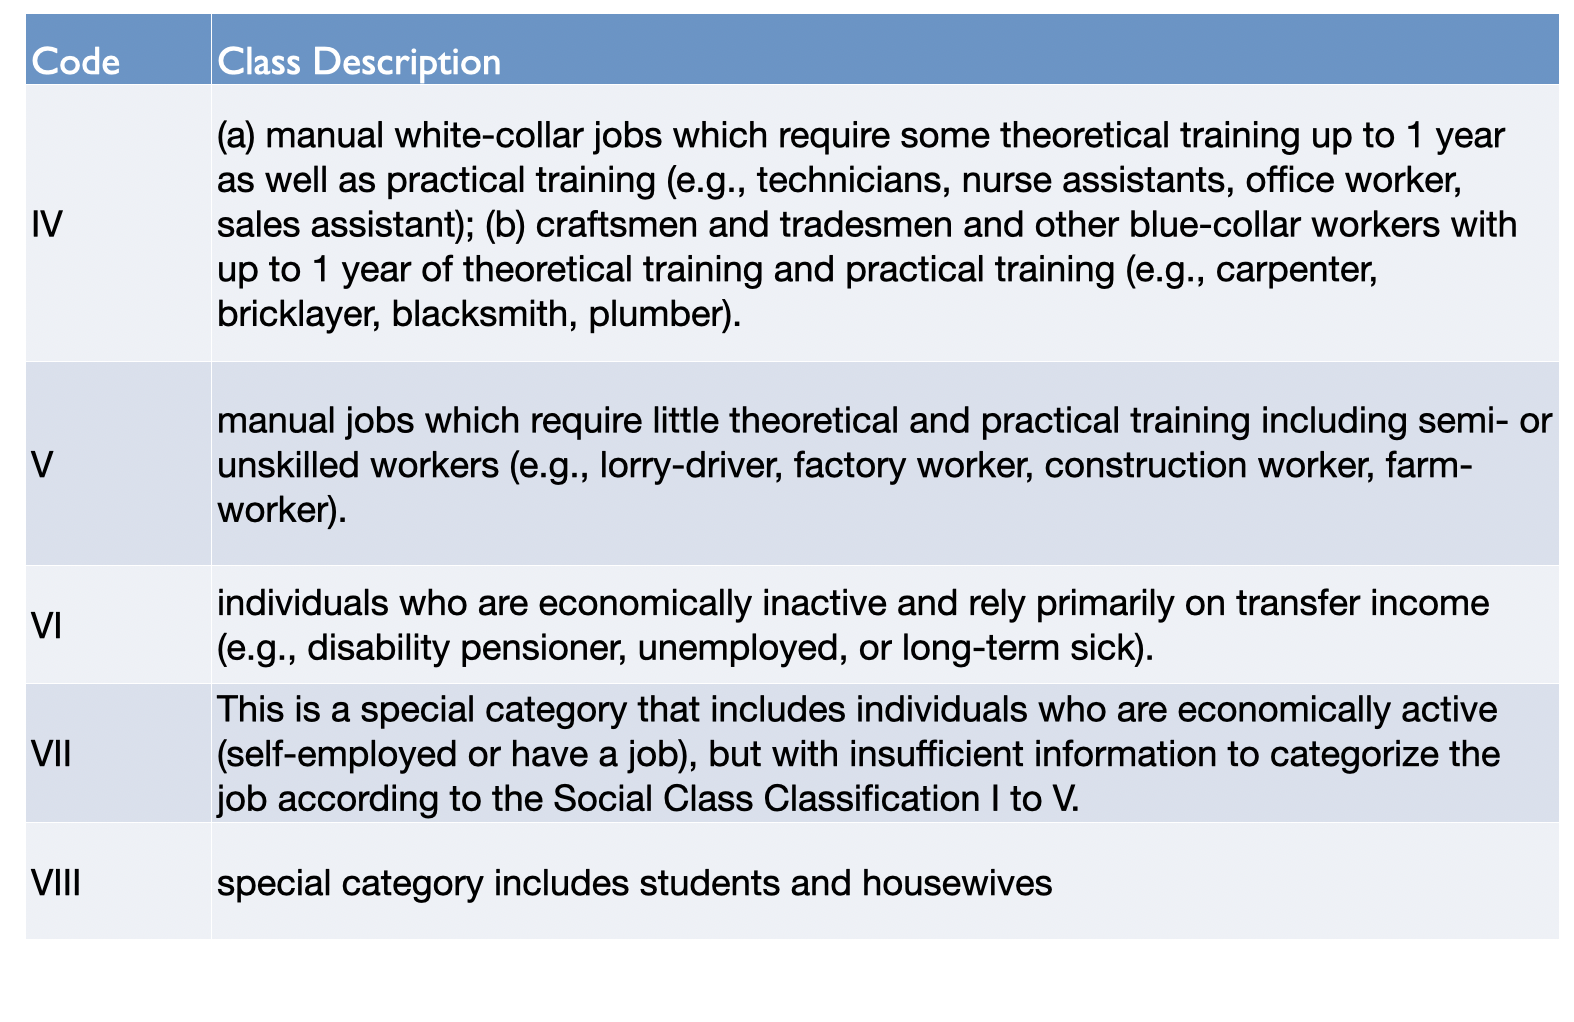 Code Class Description
IV
(a) manual white-collar jobs which require some theoretical training up to 1 year
as well as practical training (e.g., technicians, nurse assistants, office worker,
sales assistant); (b) craftsmen and tradesmen and other blue-collar workers with
up to 1 year of theoretical training and practical training (e.g., carpenter,
bricklayer, blacksmith, plumber).
V
manual jobs which require little theoretical and practical training including semi- or
unskilled workers (e.g., lorry-driver, factory worker, construction worker, farm-
worker).
VI
individuals who are economically inactive and rely primarily on transfer income
(e.g., disability pensioner, unemployed, or long-term sick).
VII
This is a special category that includes individuals who are economically active
(self-employed or have a job), but with insufficient information to categorize the
job according to the Social Class Classification I to V.
VIII
special category includes students and housewives